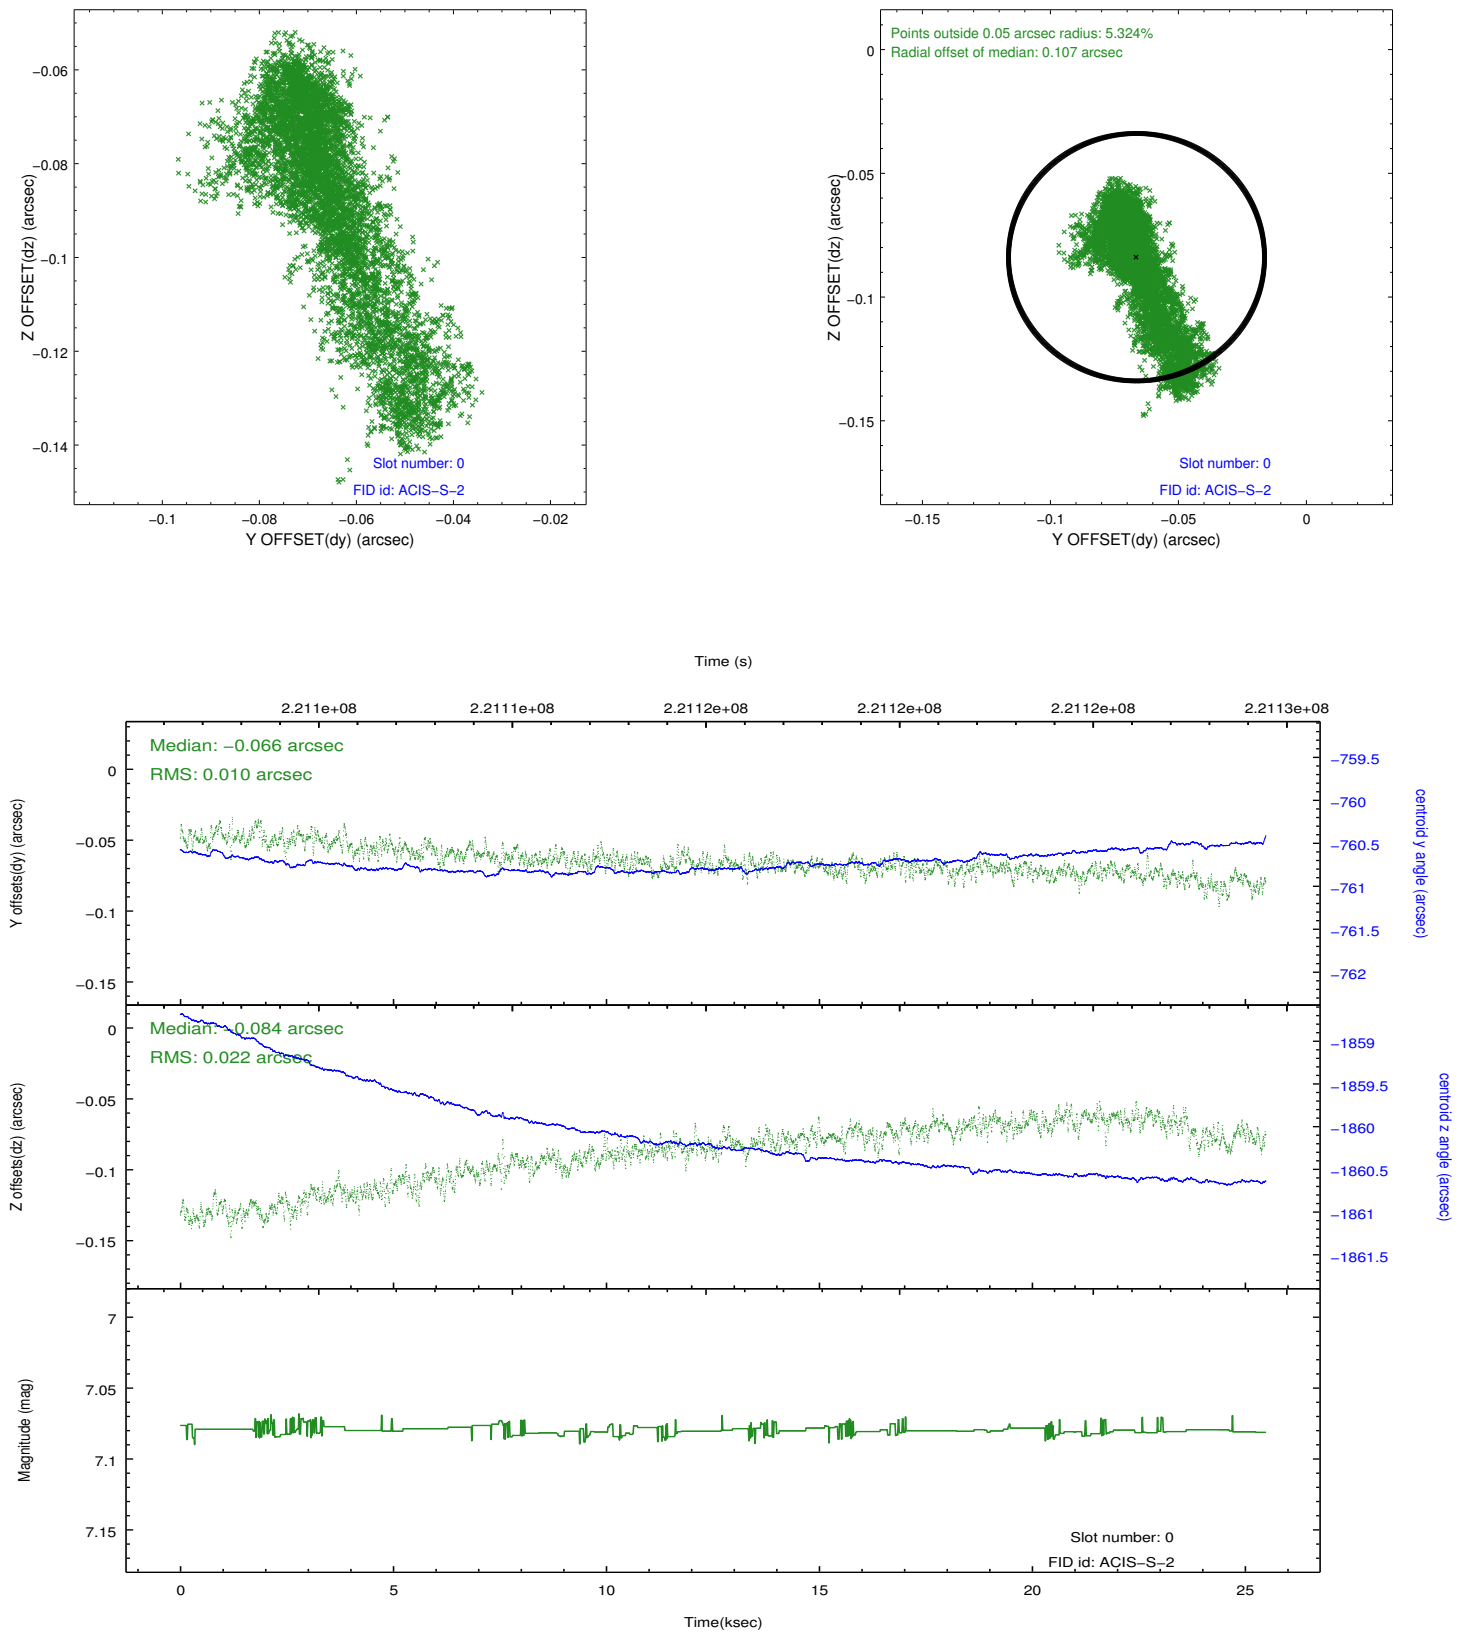 −0.06
−0.08
−0.1
−0.12
−0.14
Z OFFSET(dz) (arcsec)
Slot number: 0
FID id: ACIS−S−2
−0.1
−0.08
−0.06
−0.04
−0.02
Y OFFSET(dy) (arcsec)
Points outside 0.05 arcsec radius: 5.324%
Radial offset of median: 0.107 arcsec
0
−0.05
−0.1
−0.15
Z OFFSET(dz) (arcsec)
Slot number: 0
FID id: ACIS−S−2
−0.15
−0.1
−0.05
0
Y OFFSET(dy) (arcsec)
Time (s)
2.211e+08
2.2111e+08
2.2112e+08
2.2112e+08
2.2112e+08
2.2113e+08
Median: −0.066 arcsec
RMS: 0.010 arcsec
0
−0.05
−0.1
−0.15
Y offsets(dy) (arcsec)
−759.5
−760
−760.5
−761
−761.5
−762
centroid y angle (arcsec)
Median: −0.084 arcsec
RMS: 0.022 arcsec
0
−0.05
−0.1
−0.15
Z offsets(dz) (arcsec)
−1859
−1859.5
−1860
−1860.5
−1861
−1861.5
centroid z angle (arcsec)
7
7.05
7.1
7.15
Magnitude (mag)
Slot number: 0
FID id: ACIS−S−2
0
5
10
15
20
25
Time(ksec)